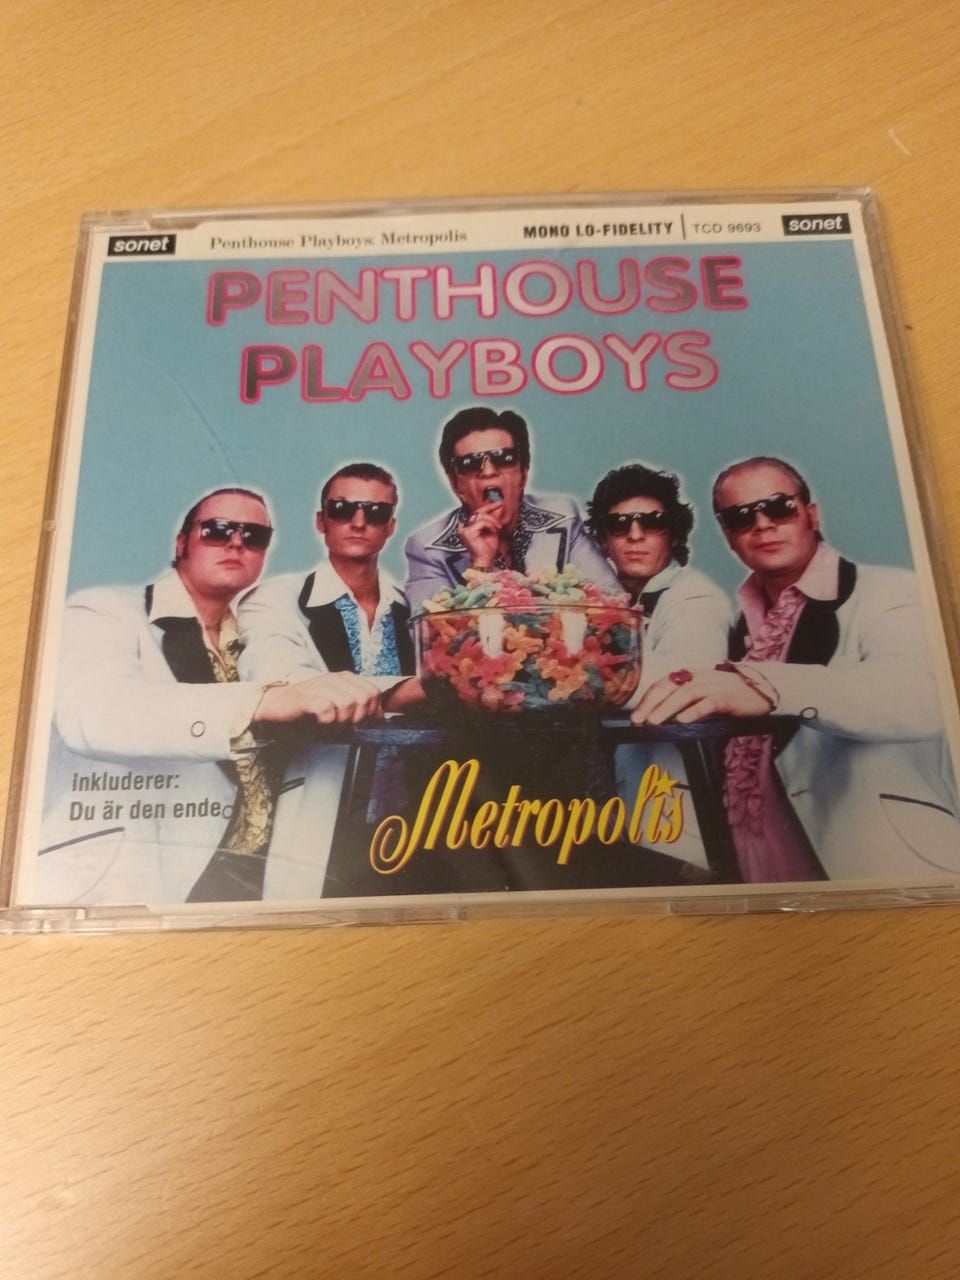 sonet
Penthouse Playboys: Metropolis
MONO LO-FIDELITY
TCD 9693
sonet
PENTHOUSE
PLAYBOYS
Metropolis
Inkluderer:
Du är den ende